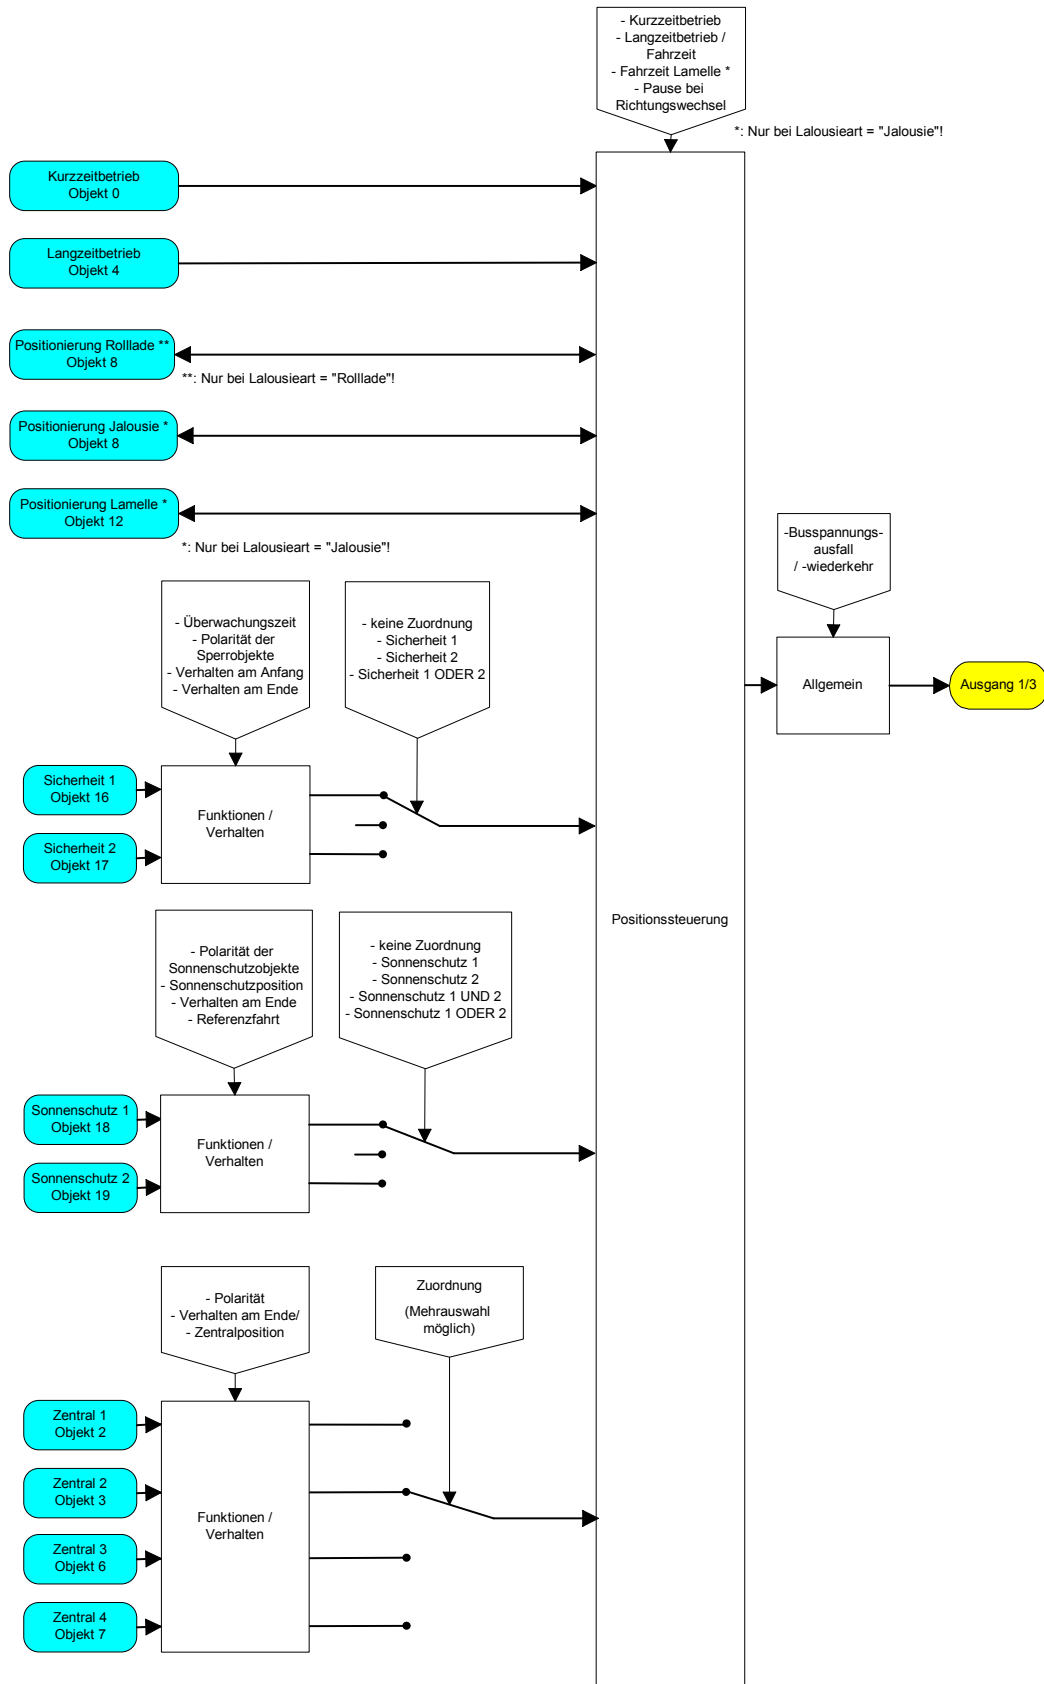 - Kurzzeitbetrieb
- Langzeitbetrieb /
Fahrzeit
- Fahrzeit Lamelle *
- Pause bei
Richtungswechsel
*: Nur bei Lalousieart = "Jalousie"!
Kurzzeitbetrieb
Objekt 0
Langzeitbetrieb
Objekt 4
Positionierung Rolllade **
Objekt 8
**: Nur bei Lalousieart = "Rolllade"!
Positionierung Jalousie *
Objekt 8
Positionierung Lamelle *
Objekt 12
*: Nur bei Lalousieart = "Jalousie"!
-Busspannungs-
ausfall
/ -wiederkehr
- Überwachungszeit
- Polarität der
Sperrobjekte
- Verhalten am Anfang
- Verhalten am Ende
- keine Zuordnung
- Sicherheit 1
- Sicherheit 2
- Sicherheit 1 ODER 2
Allgemein
Ausgang 1/3
Sicherheit 1
Objekt 16
Sicherheit 2
Objekt 17
Funktionen /
Verhalten
Positionssteuerung
- Polarität der
Sonnenschutzobjekte
- Sonnenschutzposition
- Verhalten am Ende
- Referenzfahrt
- keine Zuordnung
- Sonnenschutz 1
- Sonnenschutz 2
- Sonnenschutz 1 UND 2
- Sonnenschutz 1 ODER 2
Sonnenschutz 1
Objekt 18
Sonnenschutz 2
Objekt 19
Funktionen /
Verhalten
- Polarität
- Verhalten am Ende/
- Zentralposition
Zuordnung
(Mehrauswahl
möglich)
Zentral 1
Objekt 2
Zentral 2
Objekt 3
Zentral 3
Objekt 6
Zentral 4
Objekt 7
Funktionen /
Verhalten